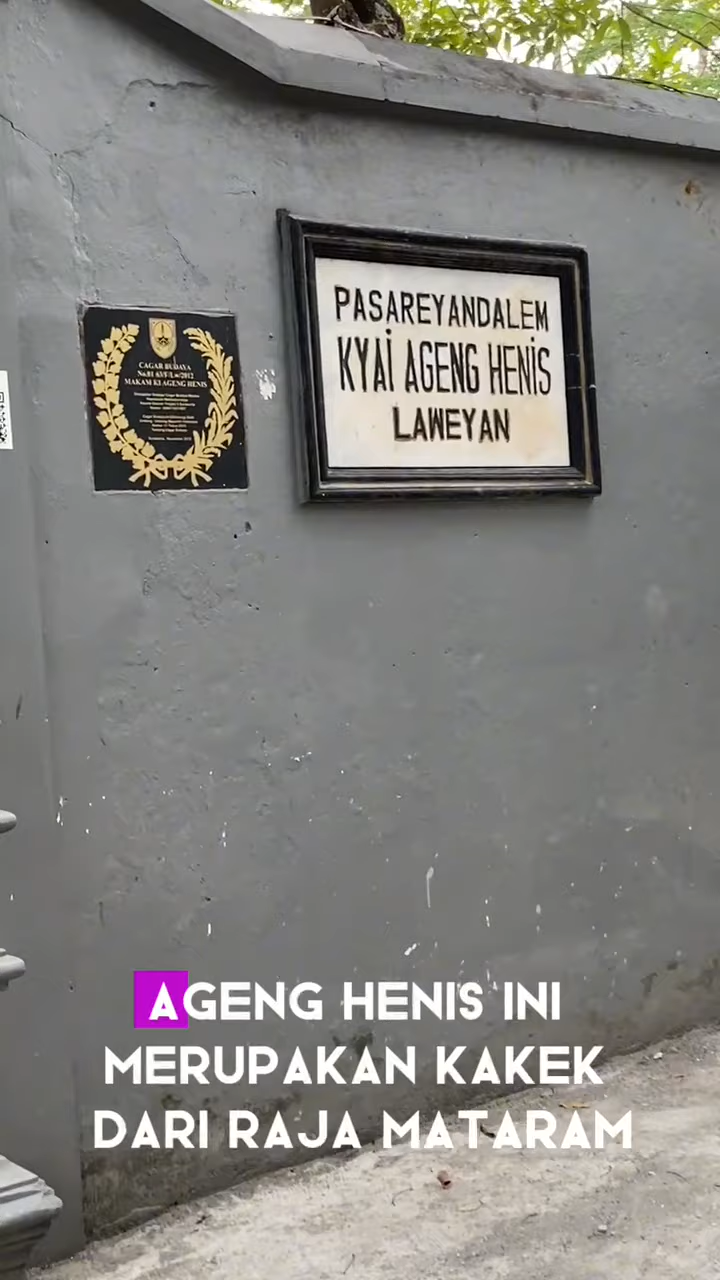 CAGAR BUDAYA
MAKAM KI AGENG HENIS
PASAREYANDALEM
KYAI AGENG HENIS
LAWEYAN
AGENG HENIS INI
MERUPAKAN KAKEK
DARI RAJA MATARAM